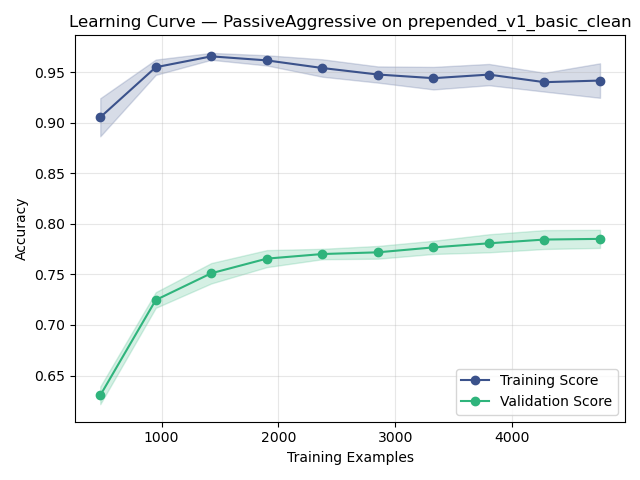 Learning Curve — PassiveAggressive on prepended_v1_basic_clean
0.95
0.90
0.85
0.80
0.75
0.70
0.65
Accuracy
1000
2000
3000
4000
Training Examples
Training Score
Validation Score